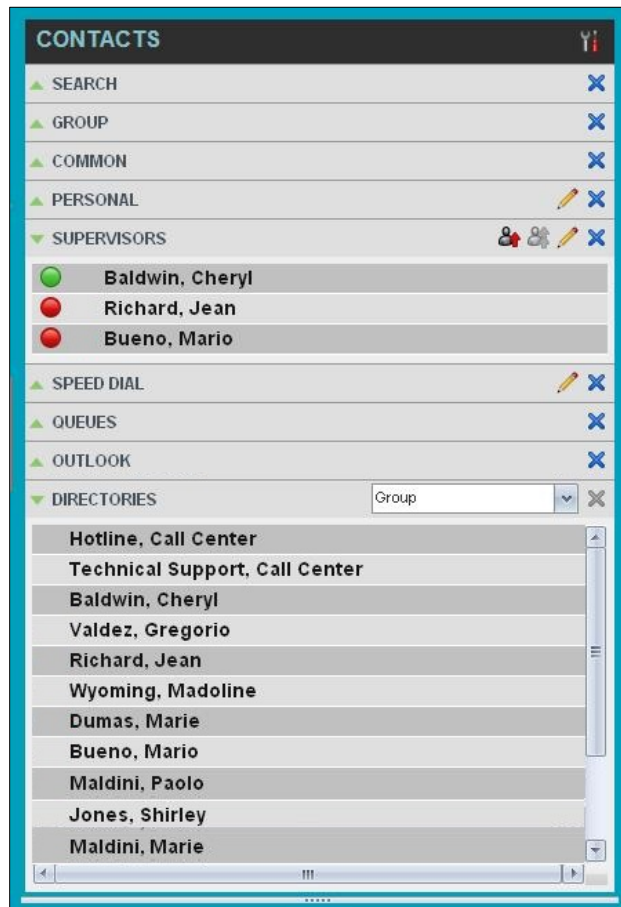 CONTACTS
SEARCH
GROUP
COMMON
PERSONAL
SUPERVISORS
Baldwin, Cheryl
Richard, Jean
Bueno, Mario
SPEED DIAL
QUEUES
OUTLOOK
DIRECTORIES Group
Hotline, Call Center
Technical Support, Call Center
Baldwin, Cheryl
Valdez, Gregorio
Richard, Jean
Wyoming, Madoline
Dumas, Marie
Bueno, Mario
Maldini, Paolo
Jones, Shirley
Maldini, Marie